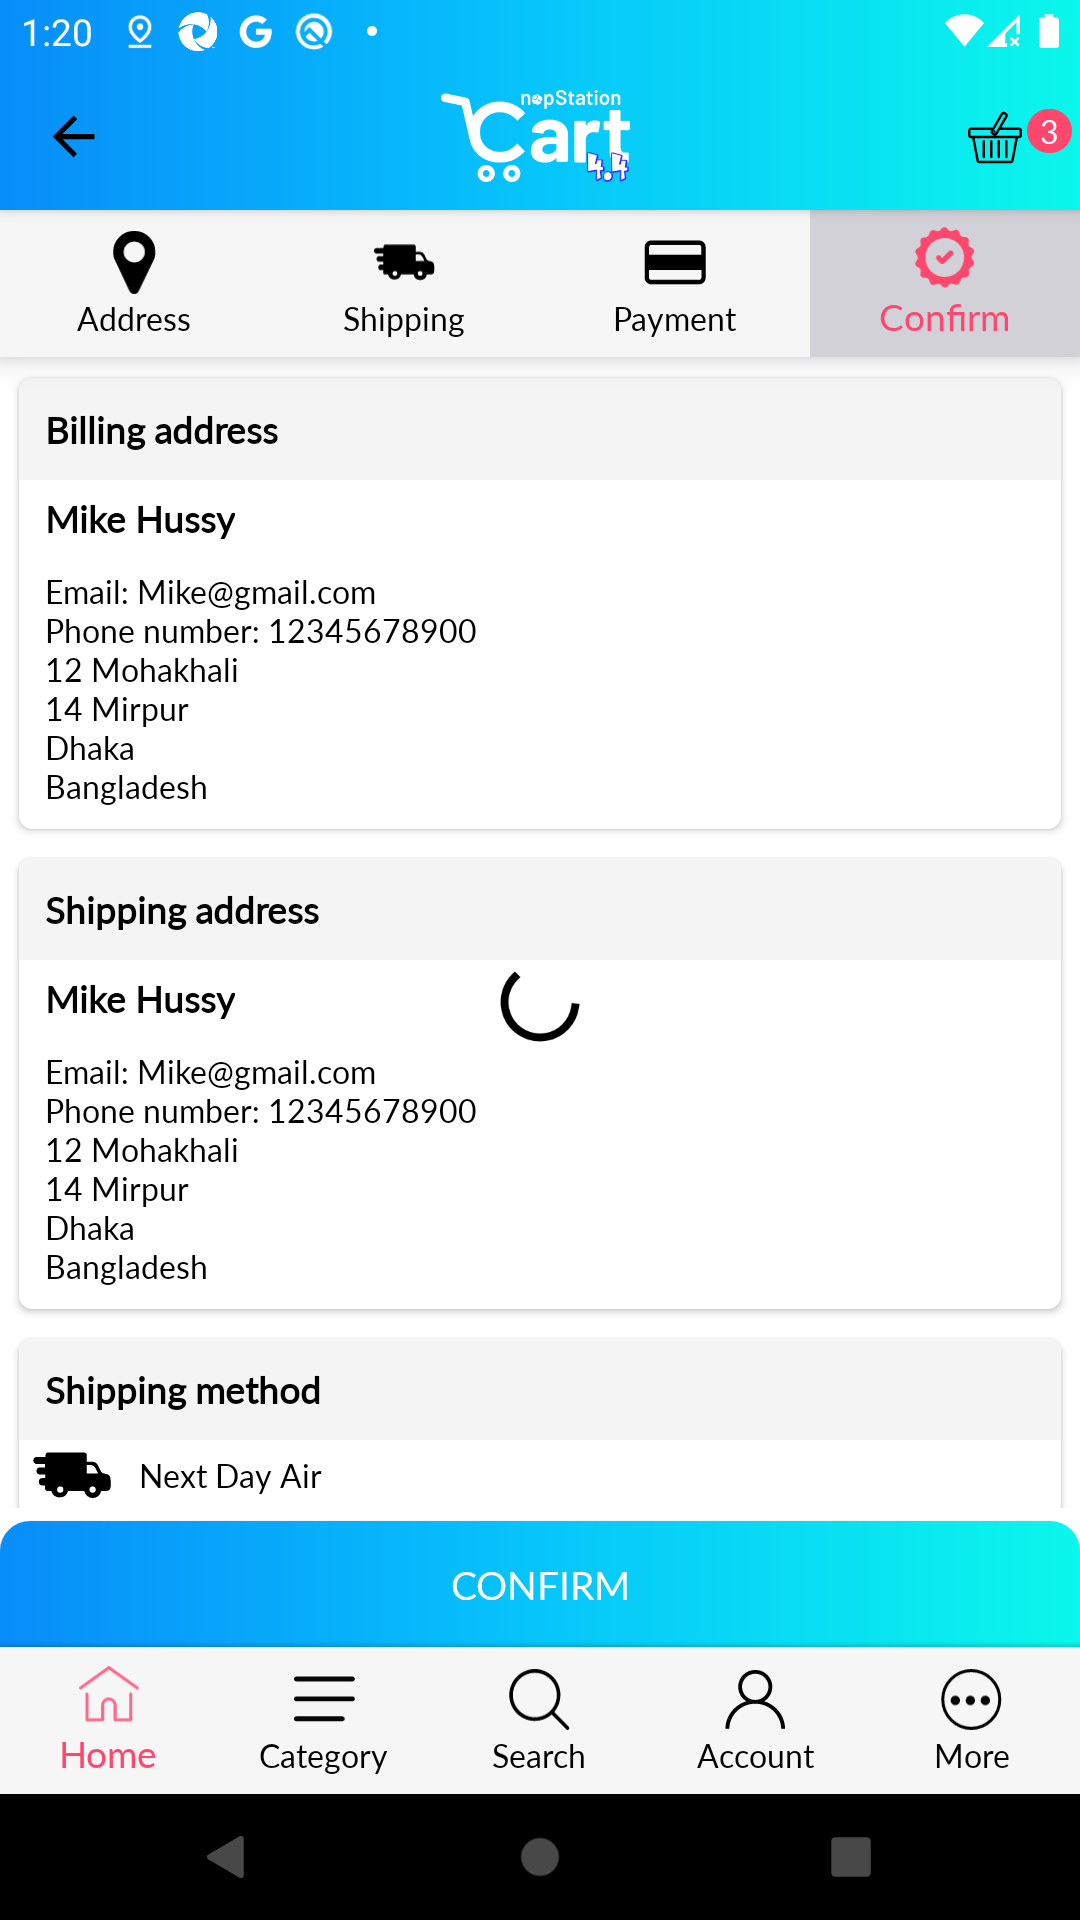 1:20
nopStation
Cart
4.4
3
Address
Shipping
Payment
Confirm
Billing address
Mike Hussy
Email: Mike@gmail.com
Phone number: 12345678900
12 Mohakhali
14 Mirpur
Dhaka
Bangladesh
Shipping address
Mike Hussy
Email: Mike@gmail.com
Phone number: 12345678900
12 Mohakhali
14 Mirpur
Dhaka
Bangladesh
Shipping method
Next Day Air
CONFIRM
Home
Category
Search
Account
More